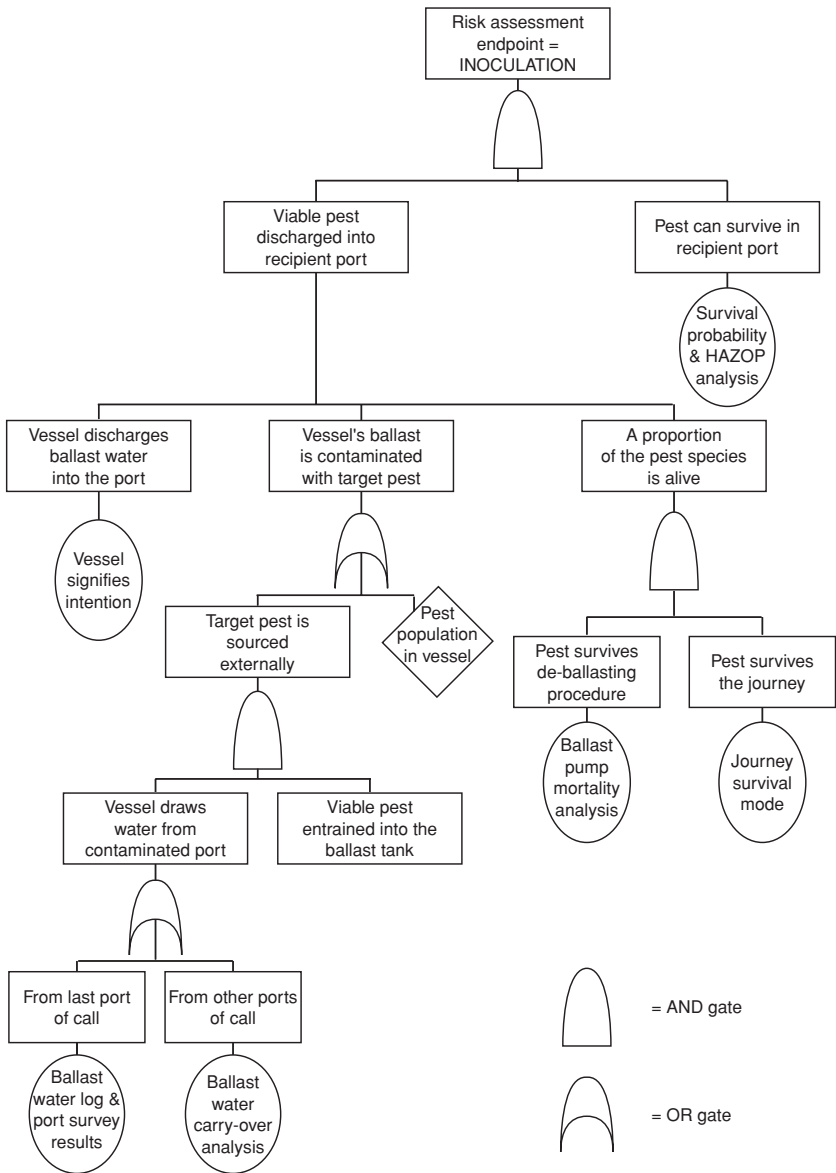 Risk assessment
endpoint =
INOCULATION
Viable pest
discharged into
recipient port
Pest can survive in
recipient port
Survival
probability
& HAZOP
analysis
Vessel discharges
ballast water
into the port
Vessel's ballast
is contaminated
with target pest
A proportion
of the pest species
is alive
Vessel
signifies
intention
Target pest is
sourced
externally
Pest
population
in vessel
Pest survives
de-ballasting
procedure
Pest survives
the journey
Ballast
pump
mortality
analysis
Journey
survival
mode
Vessel draws
water from
contaminated port
Viable pest
entrained into the
ballast tank
From last port
of call
From other ports
of call
Ballast
water log &
port survey
results
Ballast
water
carry-over
analysis
= AND gate
= OR gate